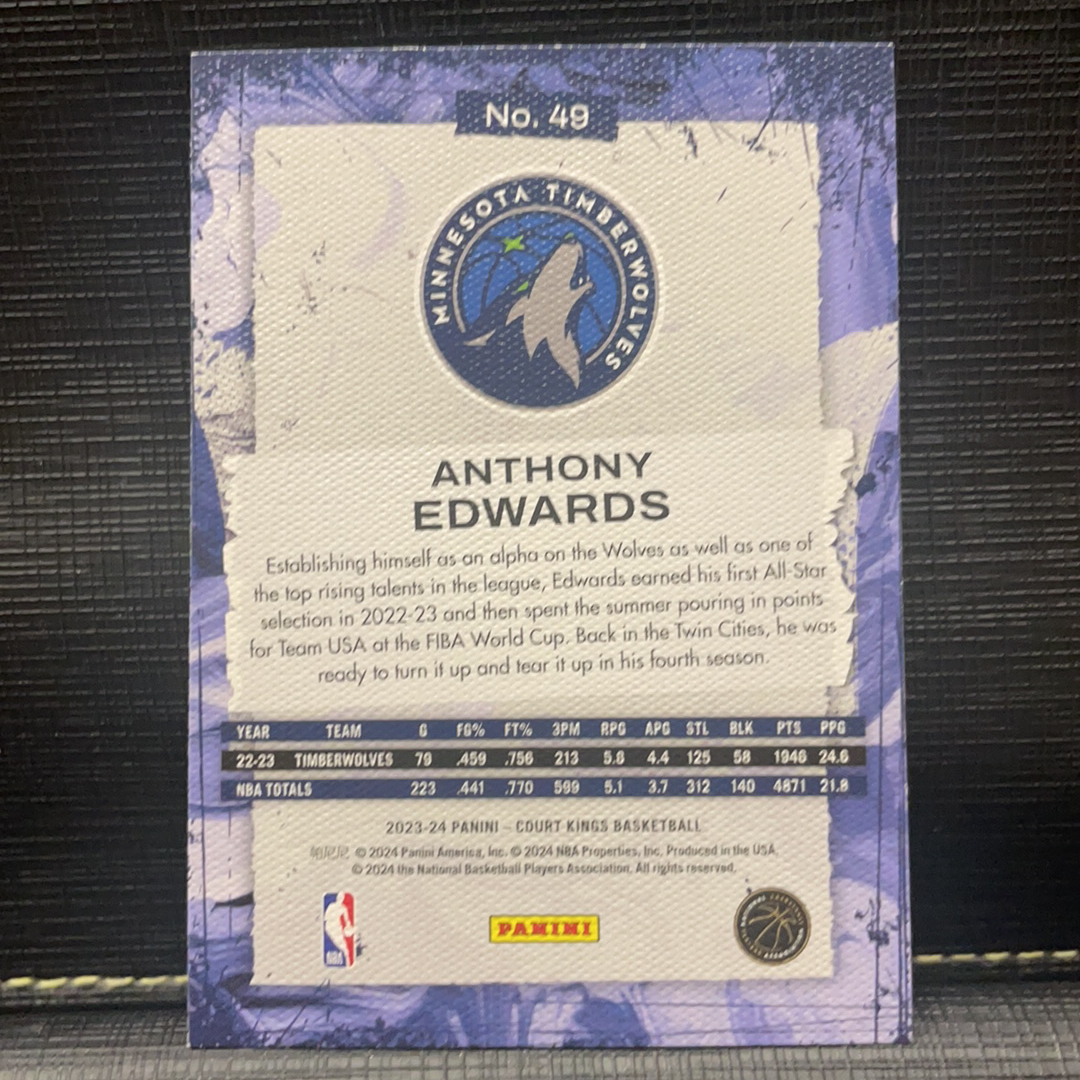 No. 49
MINNESOTA TIMBERWOLVES
ANTHONY
EDWARDS
Establishing himself as an alpha on the Wolves as well as one of
the top rising talents in the league, Edwards earned his first All-Star
selection in 2022-23 and then spent the summer pouring in points
for Team USA at the FIBA World Cup. Back in the Twin Cities, he was
ready to turn it up and tear it up in his fourth season.
YEAR TEAM G FG% FT% 3PM RPG APG STL BLK PTS PPG
22-23 TIMBERWOLVES 79 .459 .756 213 5.8 4.4 125 58 1946 24.6
NBA TOTALS 223 .441 .770 599 5.1 3.7 312 140 4871 21.8
2023-24 PANINI – COURT KINGS BASKETBALL
帕尼尼 © 2024 Panini America, Inc. © 2024 NBA Properties, Inc. Produced in the USA.
© 2024 the National Basketball Players Association. All rights reserved.
NBA
PANINI